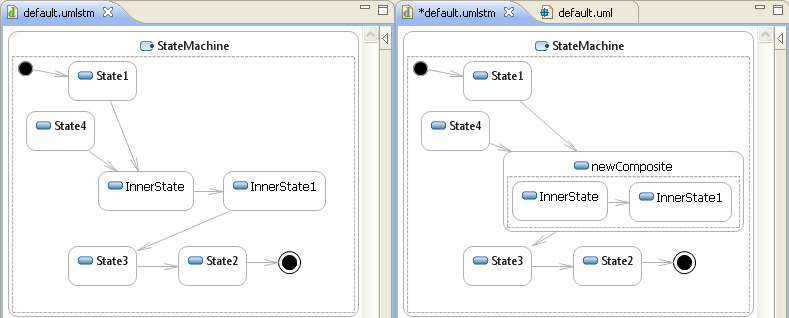 default.umlstm
StateMachine
State1
State4
InnerState
InnerState1
State3
State2
*default.umlstm
default.uml
StateMachine
State1
State4
newComposite
InnerState
InnerState1
State3
State2